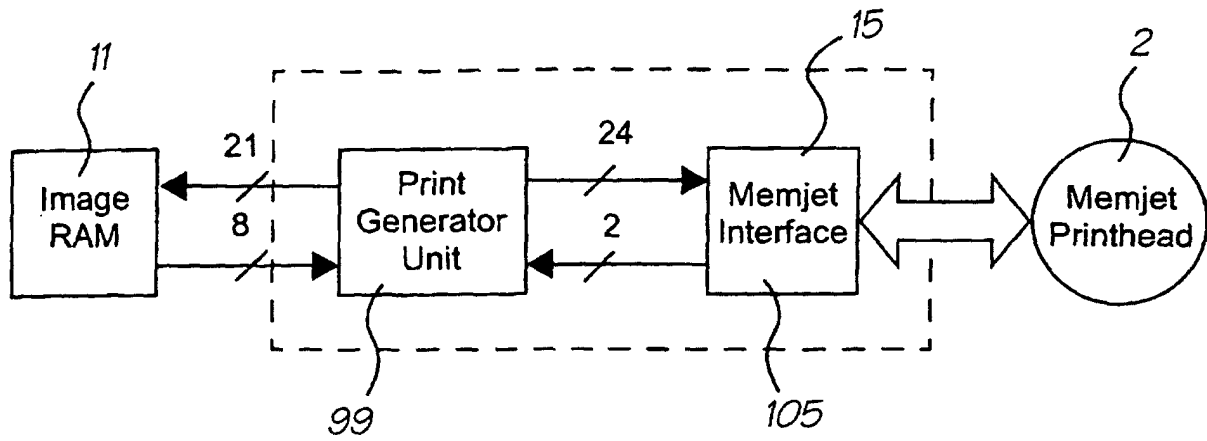 11
15
2
21
24
Image
RAM
Print
Generator
Unit
Memjet
Interface
Memjet
Printhead
8
2
99
105